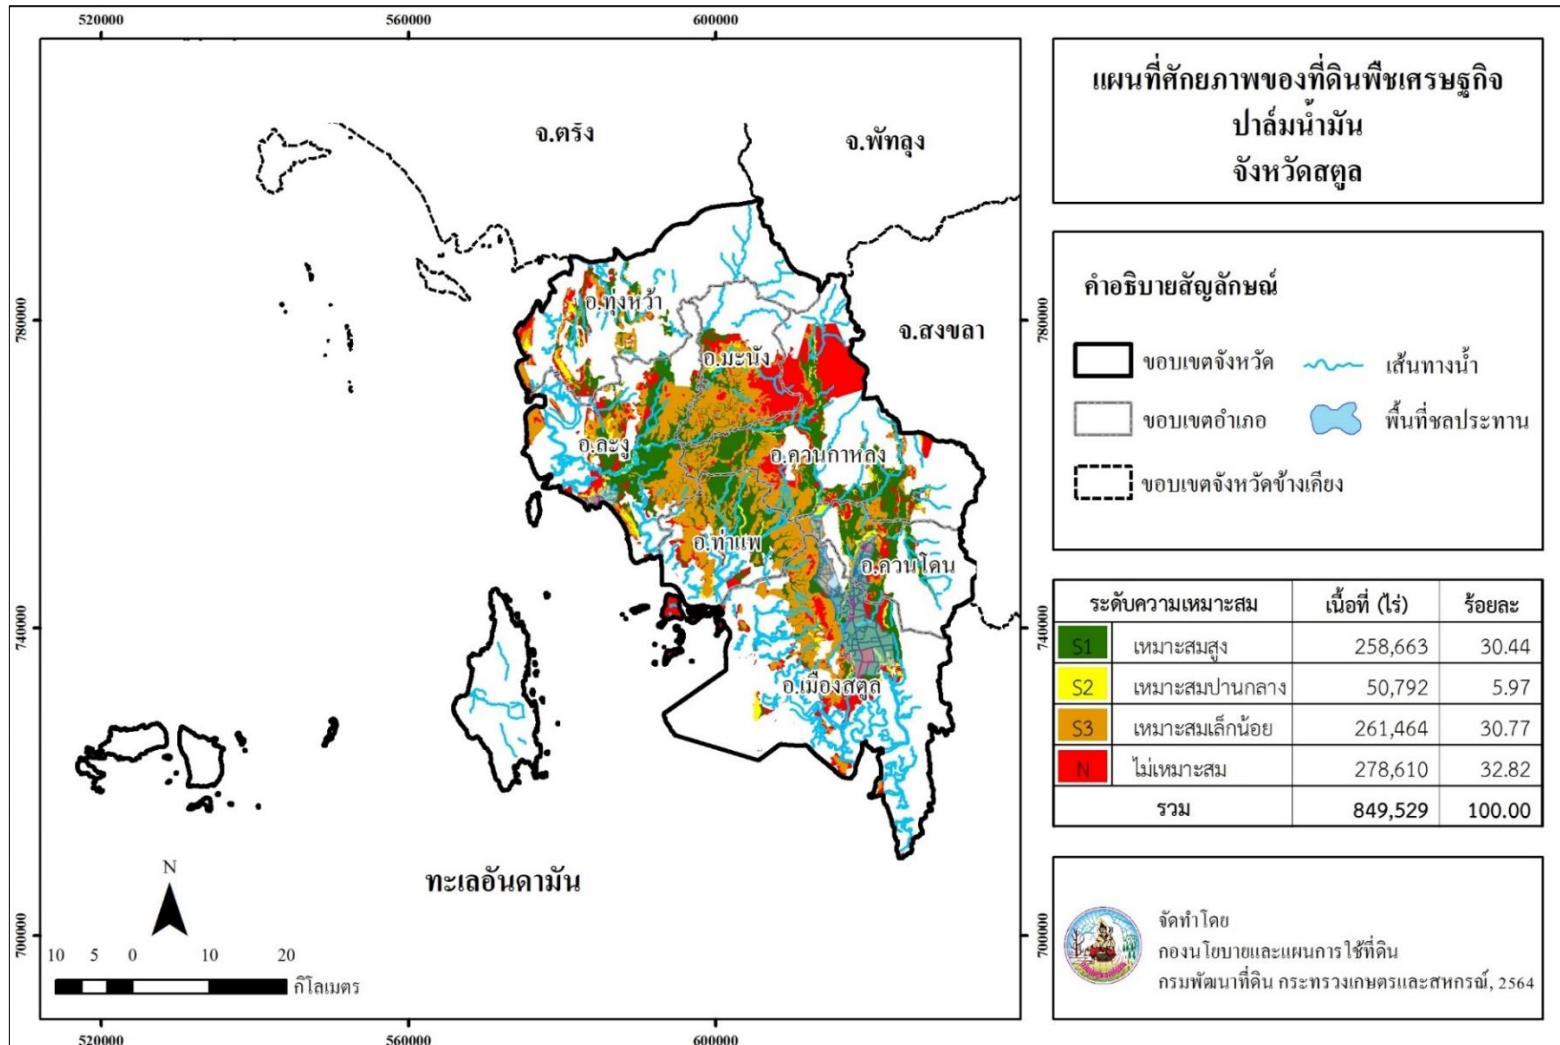 520000
560000
600000
แผนที่ศักยภาพของที่ดินพืชเศรษฐกิจ
ปาล์มน้ำมัน
จังหวัดสตูล
จ.ตรัง
จ.พัทลุง
จ.สงขลา
อ.ทุ่งหว้า
อ.มะนัง
อ.ละงู
อ.ควนกาหลง
อ.ท่าแพ
อ.ควนโดน
อ.เมืองสตูล
ทะเลอันดามัน
780000
780000
740000
740000
700000
700000
N
10 5 0 10 20
กิโลเมตร
520000
560000
600000
คำอธิบายสัญลักษณ์
ขอบเขตจังหวัด เส้นทางน้ำ
ขอบเขตอำเภอ พื้นที่ชลประทาน
ขอบเขตจังหวัดข้างเคียง
ระดับความเหมาะสม เนื้อที่ (ไร่) ร้อยละ
S1 เหมาะสมสูง 258,663 30.44
S2 เหมาะสมปานกลาง 50,792 5.97
S3 เหมาะสมเล็กน้อย 261,464 30.77
N ไม่เหมาะสม 278,610 32.82
รวม 849,529 100.00
จัดทำโดย
กองนโยบายและแผนการใช้ที่ดิน
กรมพัฒนาที่ดิน กระทรวงเกษตรและสหกรณ์, 2564